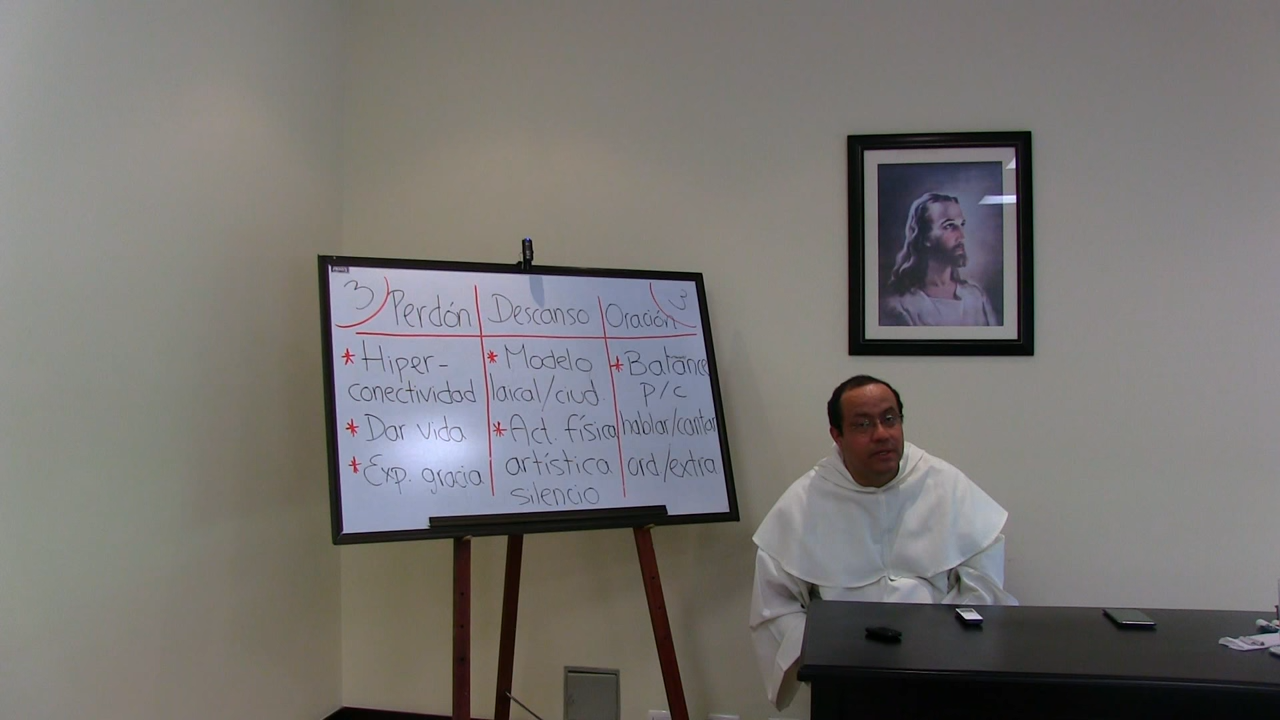 3 Perdón Descanso Oración 3
* Hiper-
conectividad
* Dar vida
* Exp. gracia
* Modelo
laical/ciud.
* Act. física
artística
silencio
* Balance
p/c
hablar/cantar
ord/extra